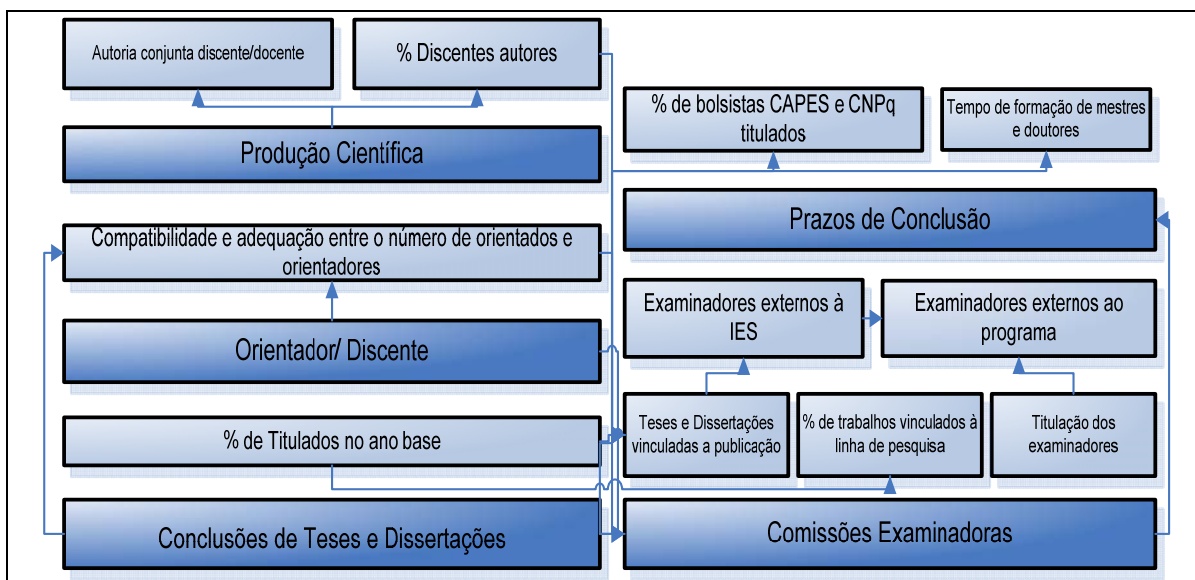 Autoria conjunta discente/docente
% Discentes autores
Produção Científica
Compatibilidade e adequação entre o número de orientados e
orientadores
Orientador/ Discente
% de Titulados no ano base
Conclusões de Teses e Dissertações
% de bolsistas CAPES e CNPq
titulados
Tempo de formação de mestres
e doutores
Prazos de Conclusão
Examinadores externos à
IES
Examinadores externos ao
programa
Teses e Dissertações
vinculadas a publicação
% de trabalhos vinculados à
linha de pesquisa
Titulação dos
examinadores
Comissões Examinadoras